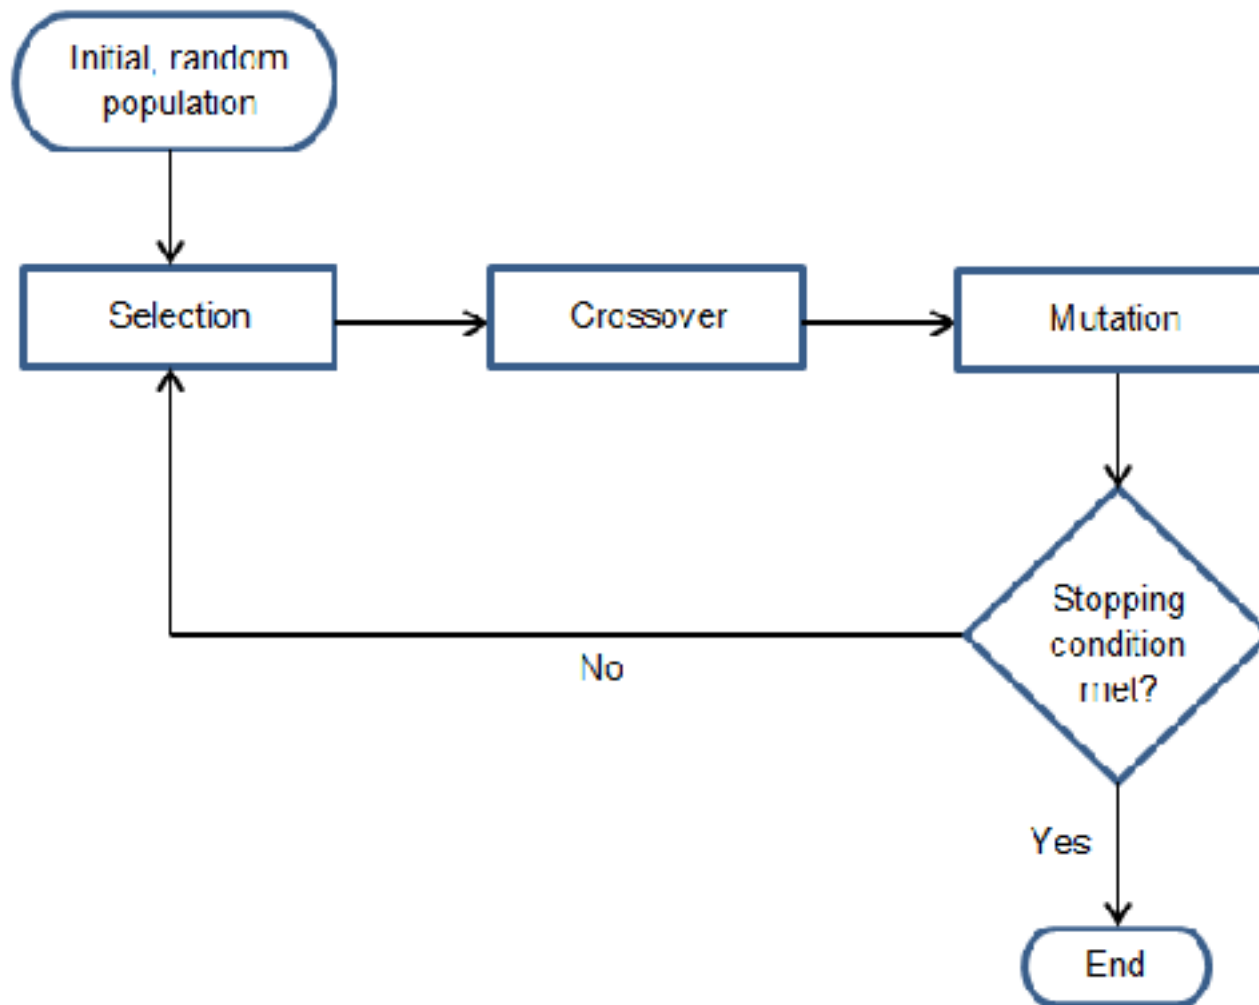 Initial, random
population
Selection
Crossover
Mutation
Stopping
condition
met?
No
Yes
End